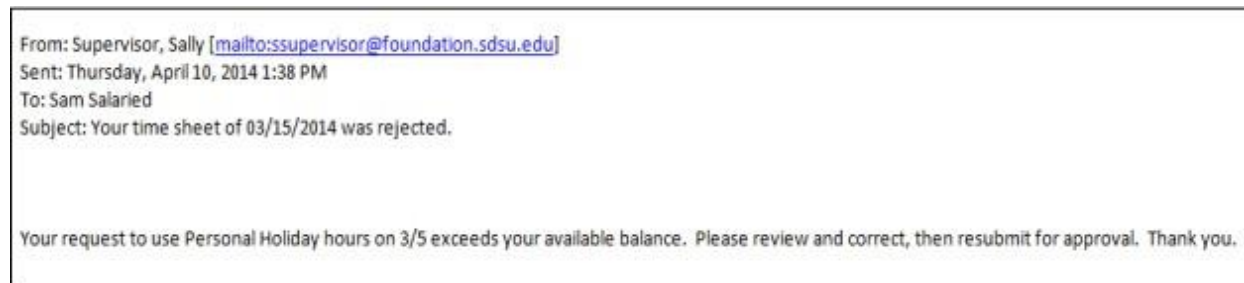 From: Supervisor, Sally [mailto:ssupervisor@foundation.sdsu.edu]
Sent: Thursday, April 10, 2014 1:38 PM
To: Sam Salaried
Subject: Your time sheet of 03/15/2014 was rejected.
Your request to use Personal Holiday hours on 3/5 exceeds your available balance.  Please review and correct, then resubmit for approval.  Thank you.